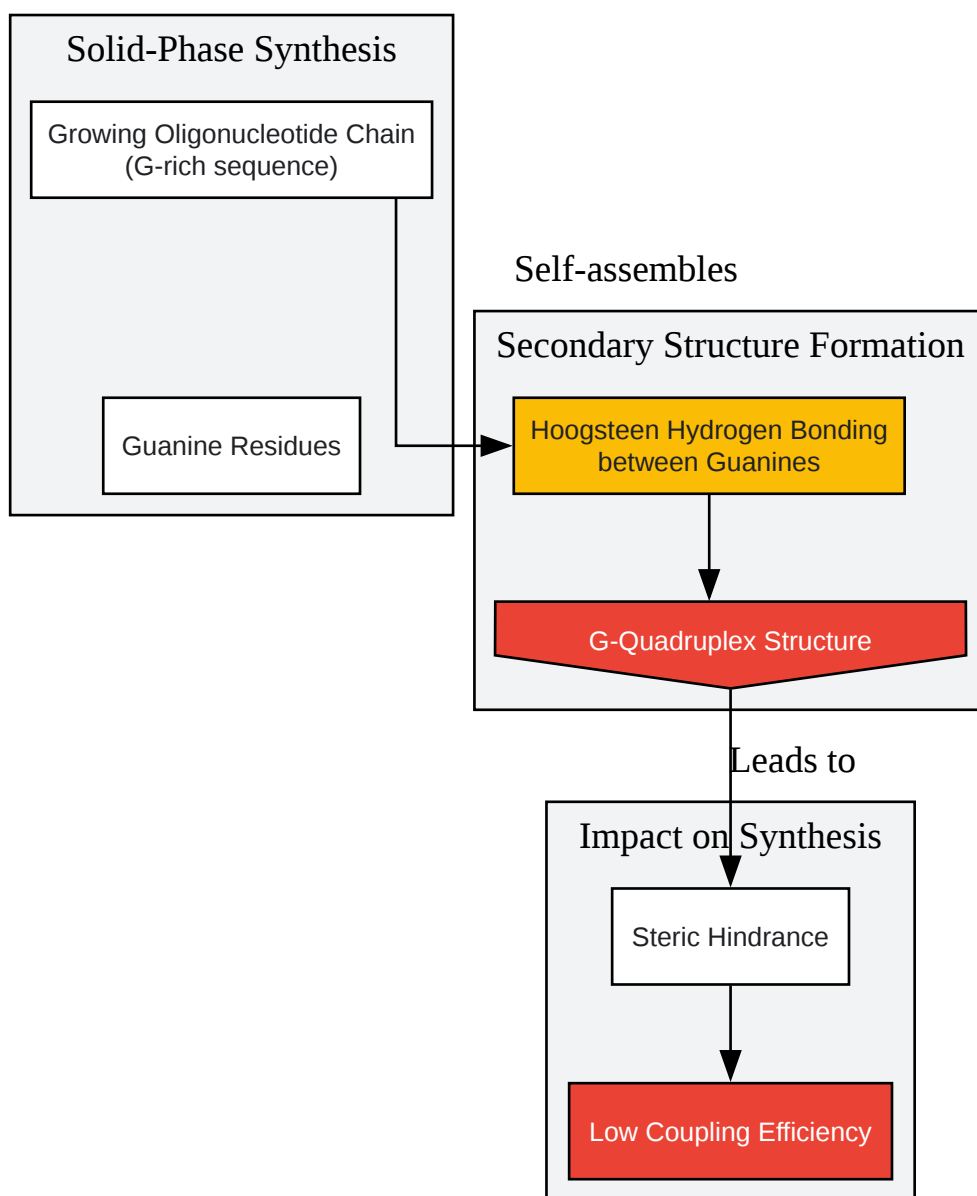 Solid-Phase Synthesis
Growing Oligonucleotide Chain
(G-rich sequence)
Guanine Residues
Self-assembles
Secondary Structure Formation
Hoogsteen Hydrogen Bonding
between Guanines
G-Quadruplex Structure
Leads to
Impact on Synthesis
Steric Hindrance
Low Coupling Efficiency